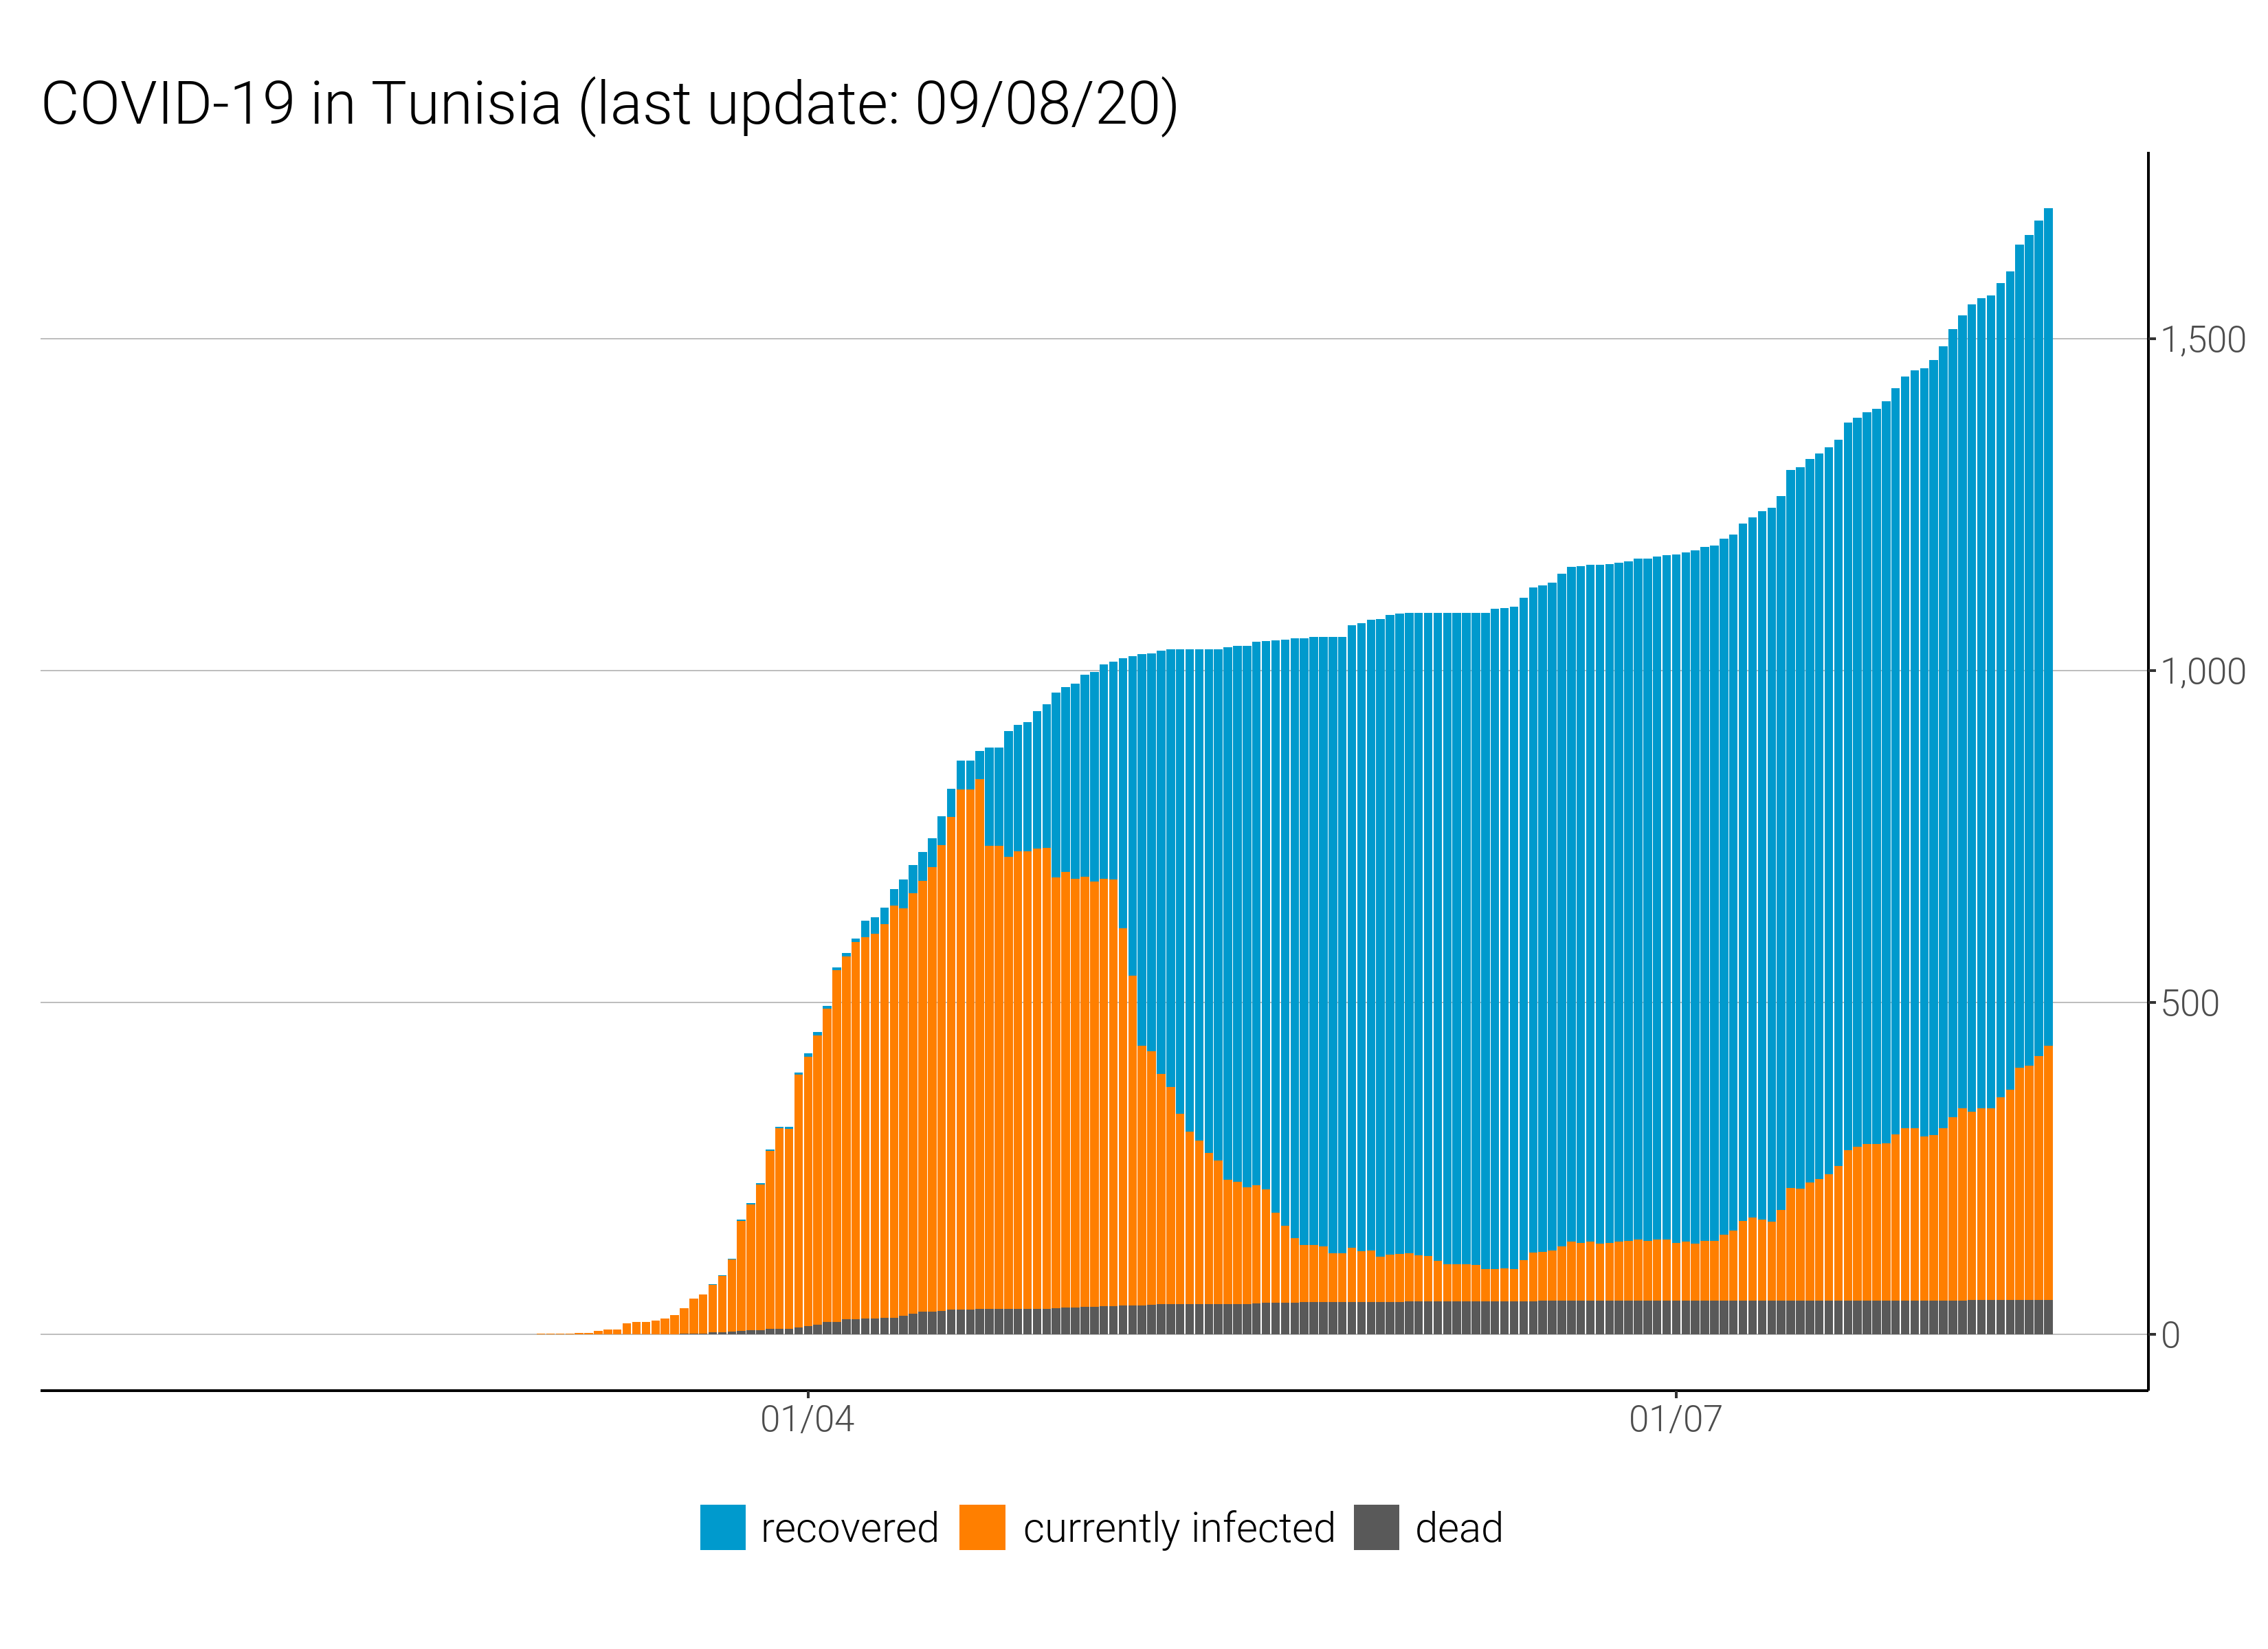 COVID-19 in Tunisia (last update: 09/08/20)
1,500
1,000
500
0
01/04 01/07
recovered currently infected dead